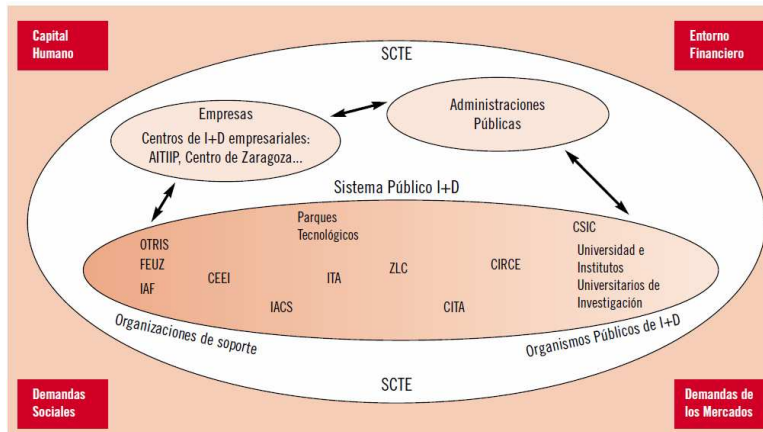 Capital
Humano
SCTE
Entorno
Financiero
Empresas
Centros de I+D empresariales:
AITIIP, Centro de Zaragoza...
Administraciones
Públicas
Sistema Público I+D
Parques
Tecnológicos
CSIC
OTRIS
FEUZ
IAF
CEEI
IACS
ITA
ZLC
CITA
CIRCE
Universidad e
Institutos
Universitarios de
Investigación
Organizaciones de soporte
Organismos Públicos de I+D
SCTE
Demandas
Sociales
Demandas de
los Mercados